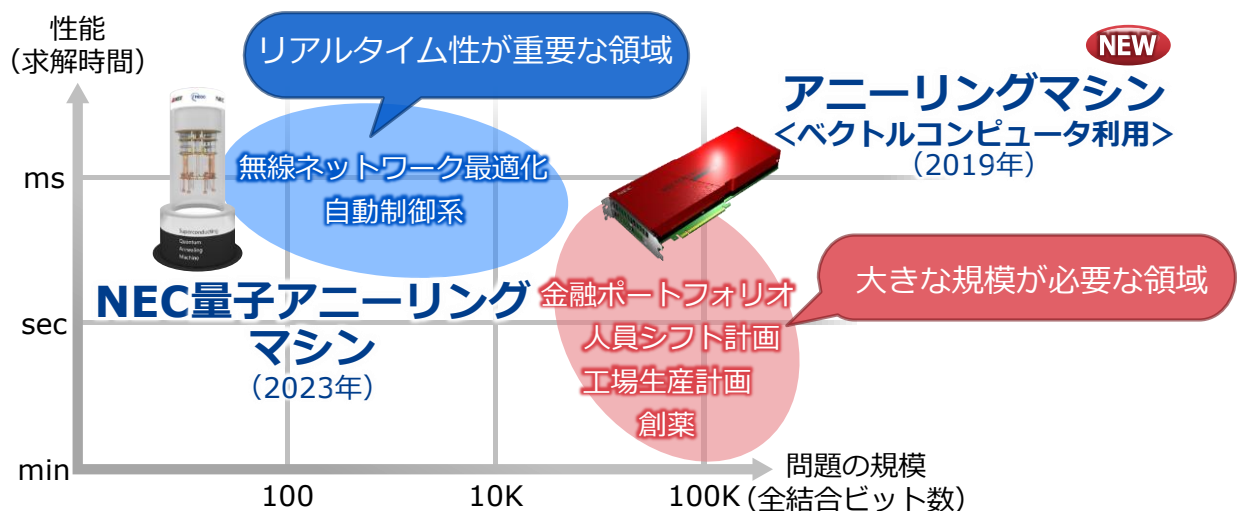 性能
（求解時間）
リアルタイム性が重要な領域
NEW
アニーリングマシン
<ベクトルコンピュータ利用>
（2019年）
無線ネットワーク最適化
自動制御系
ms
Superconducting
Quantum
Annealing
Machine
NEC
大きな規模が必要な領域
NEC量子アニーリング
マシン
（2023年）
金融ポートフォリオ
人員シフト計画
工場生産計画
創薬
sec
min
100
10K
100K
問題の規模
（全結合ビット数）